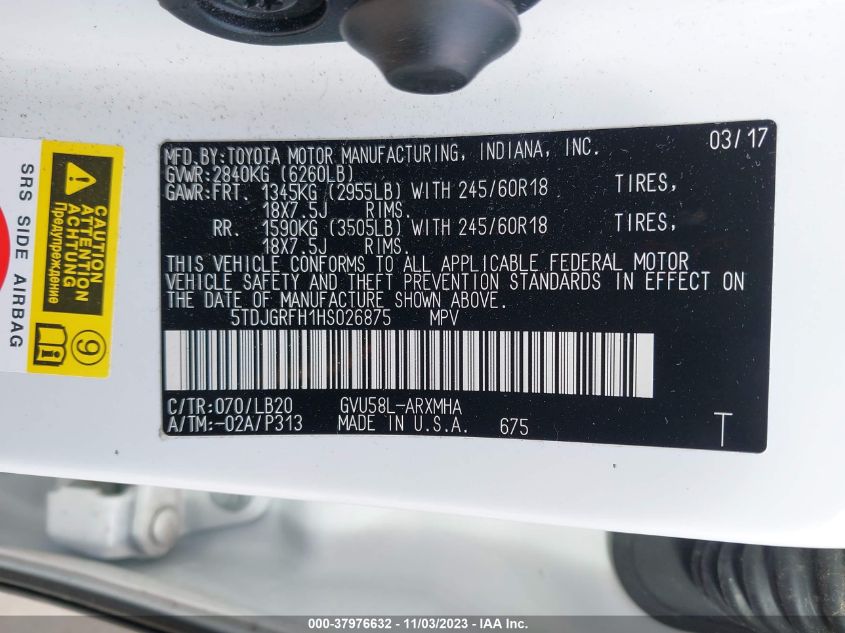 MFD.BY:TOYOTA MOTOR MANUFACTURING, INDIANA, INC. 03/17
GVWR:2840KG (6260LB)
GAWR:FRT. 1345KG (2955LB) WITH 245/60R18 TIRES,
18X7.5J RIMS.
RR. 1590KG (3505LB) WITH 245/60R18 TIRES,
18X7.5J RIMS.
THIS VEHICLE CONFORMS TO ALL APPLICABLE FEDERAL MOTOR
VEHICLE SAFETY AND THEFT PREVENTION STANDARDS IN EFFECT ON
THE DATE OF MANUFACTURE SHOWN ABOVE.
5TDJGRFH1HS026875 MPV
C/TR:070/LB20 GVU58L-ARXMHA
A/TM:-02A/P313 MADE IN U.S.A. 675 T
SRS SIDE AIRBAG
CAUTION
ATTENTION
ACHTUNG
Предупреждение
9
000-37976632 - 11/03/2023 - IAA Inc.